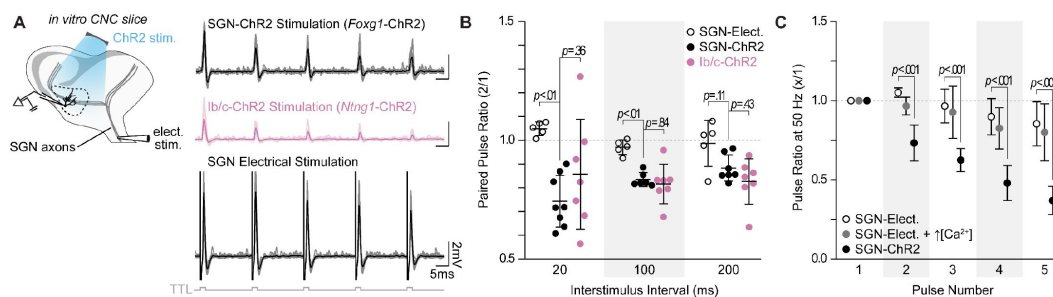 A
in vitro CNC slice
ChR2 stim.
SGN axons
elect.
stim.
SGN-ChR2 Stimulation (Foxg1-ChR2)
Ib/c-ChR2 Stimulation (Ntng1-ChR2)
SGN Electrical Stimulation
2mV
5ms
TTL
B
Paired Pulse Ratio (2/1)
1.5
1.0
0.5
SGN-Elect.
SGN-ChR2
Ib/c-ChR2
p=.36
p<.01
p<.01
p=.84
p=.11
p=.43
20
100
200
Interstimulus Interval (ms)
C
Pulse Ratio at 50 Hz (x/1)
1.5
1.0
0.5
0.0
p<.001
p<.001
p<.001
p<.00
SGN-Elect.
SGN-Elect. + ↑[Ca²⁺]
SGN-ChR2
1
2
3
4
5
Pulse Number